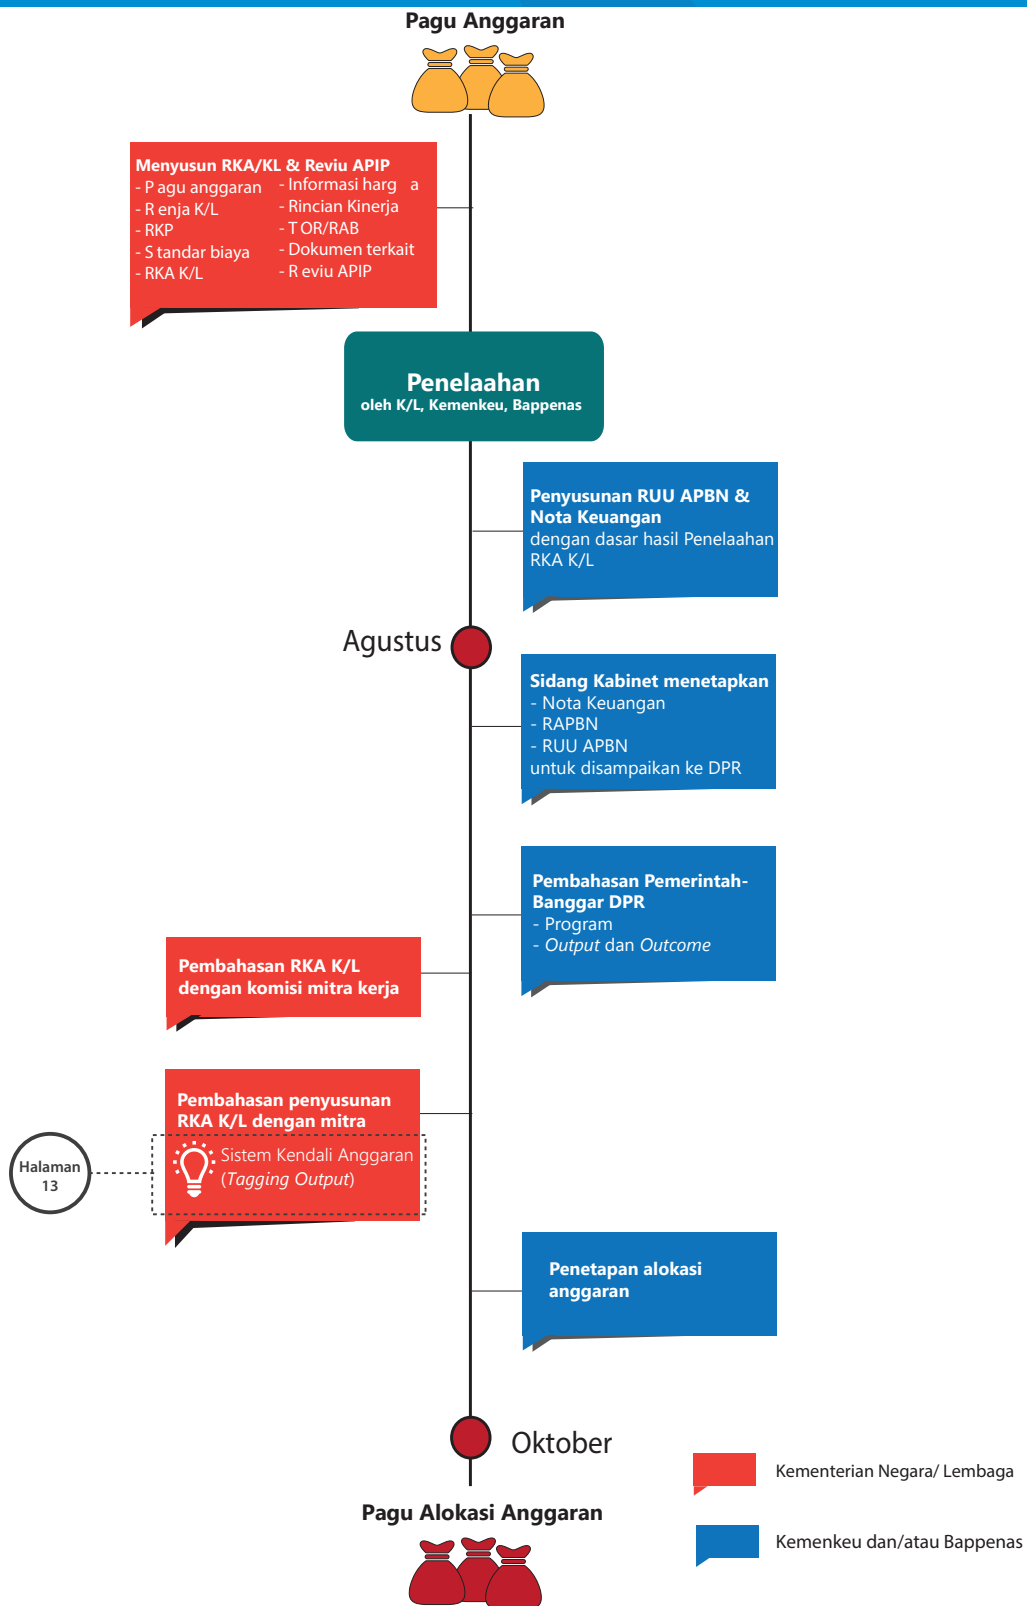 Pagu Anggaran
Menyusun RKA/KL & Reviu APIP
- P agu anggaran
- R enja K/L
- RKP
- S tandar biaya
- RKA K/L
- Informasi harg a
- Rincian Kinerja
- T OR/RAB
- Dokumen terkait
- R eviu APIP
Penelaahan
oleh K/L, Kemenkeu, Bappenas
Penyusunan RUU APBN &
Nota Keuangan
dengan dasar hasil Penelaahan
RKA K/L
Agustus
Sidang Kabinet menetapkan
- Nota Keuangan
- RAPBN
- RUU APBN
untuk disampaikan ke DPR
Pembahasan Pemerintah-
Banggar DPR
- Program
- Output dan Outcome
Pembahasan RKA K/L
dengan komisi mitra kerja
Pembahasan penyusunan
RKA K/L dengan mitra
Sistem Kendali Anggaran
(Tagging Output)
Halaman
13
Penetapan alokasi
anggaran
Oktober
Pagu Alokasi Anggaran
Kementerian Negara/ Lembaga
Kemenkeu dan/atau Bappenas